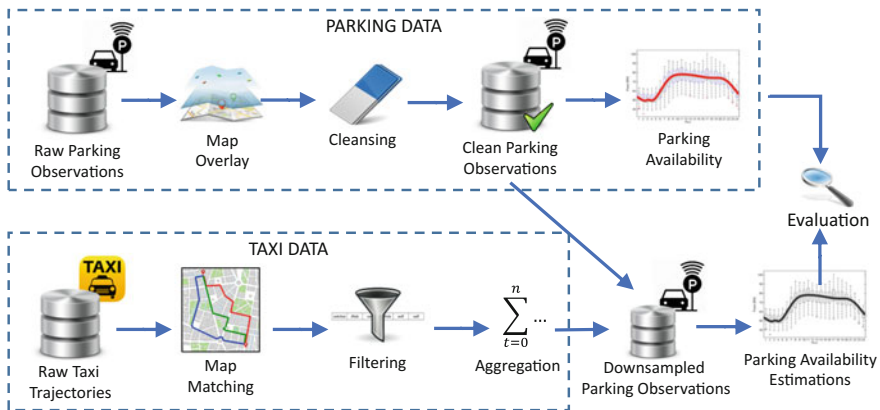 PARKING DATA
P
P
Raw Parking
Observations
Map
Overlay
Cleansing
Clean Parking
Observations
Parking
Availability
Evaluation
TAXI DATA
TAXI
Raw Taxi
Trajectories
Map
Matching
Filtering
n
∑ ...
t=0
Aggregation
P
Downsampled
Parking Observations
Parking Availability
Estimations